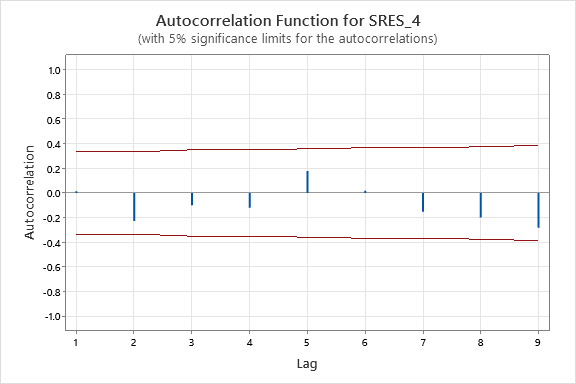 Autocorrelation Function for SRES_4
(with 5% significance limits for the autocorrelations)
1.0
0.8
0.6
0.4
0.2
0.0
-0.2
-0.4
-0.6
-0.8
-1.0
Autocorrelation
1 2 3 4 5 6 7 8 9
Lag